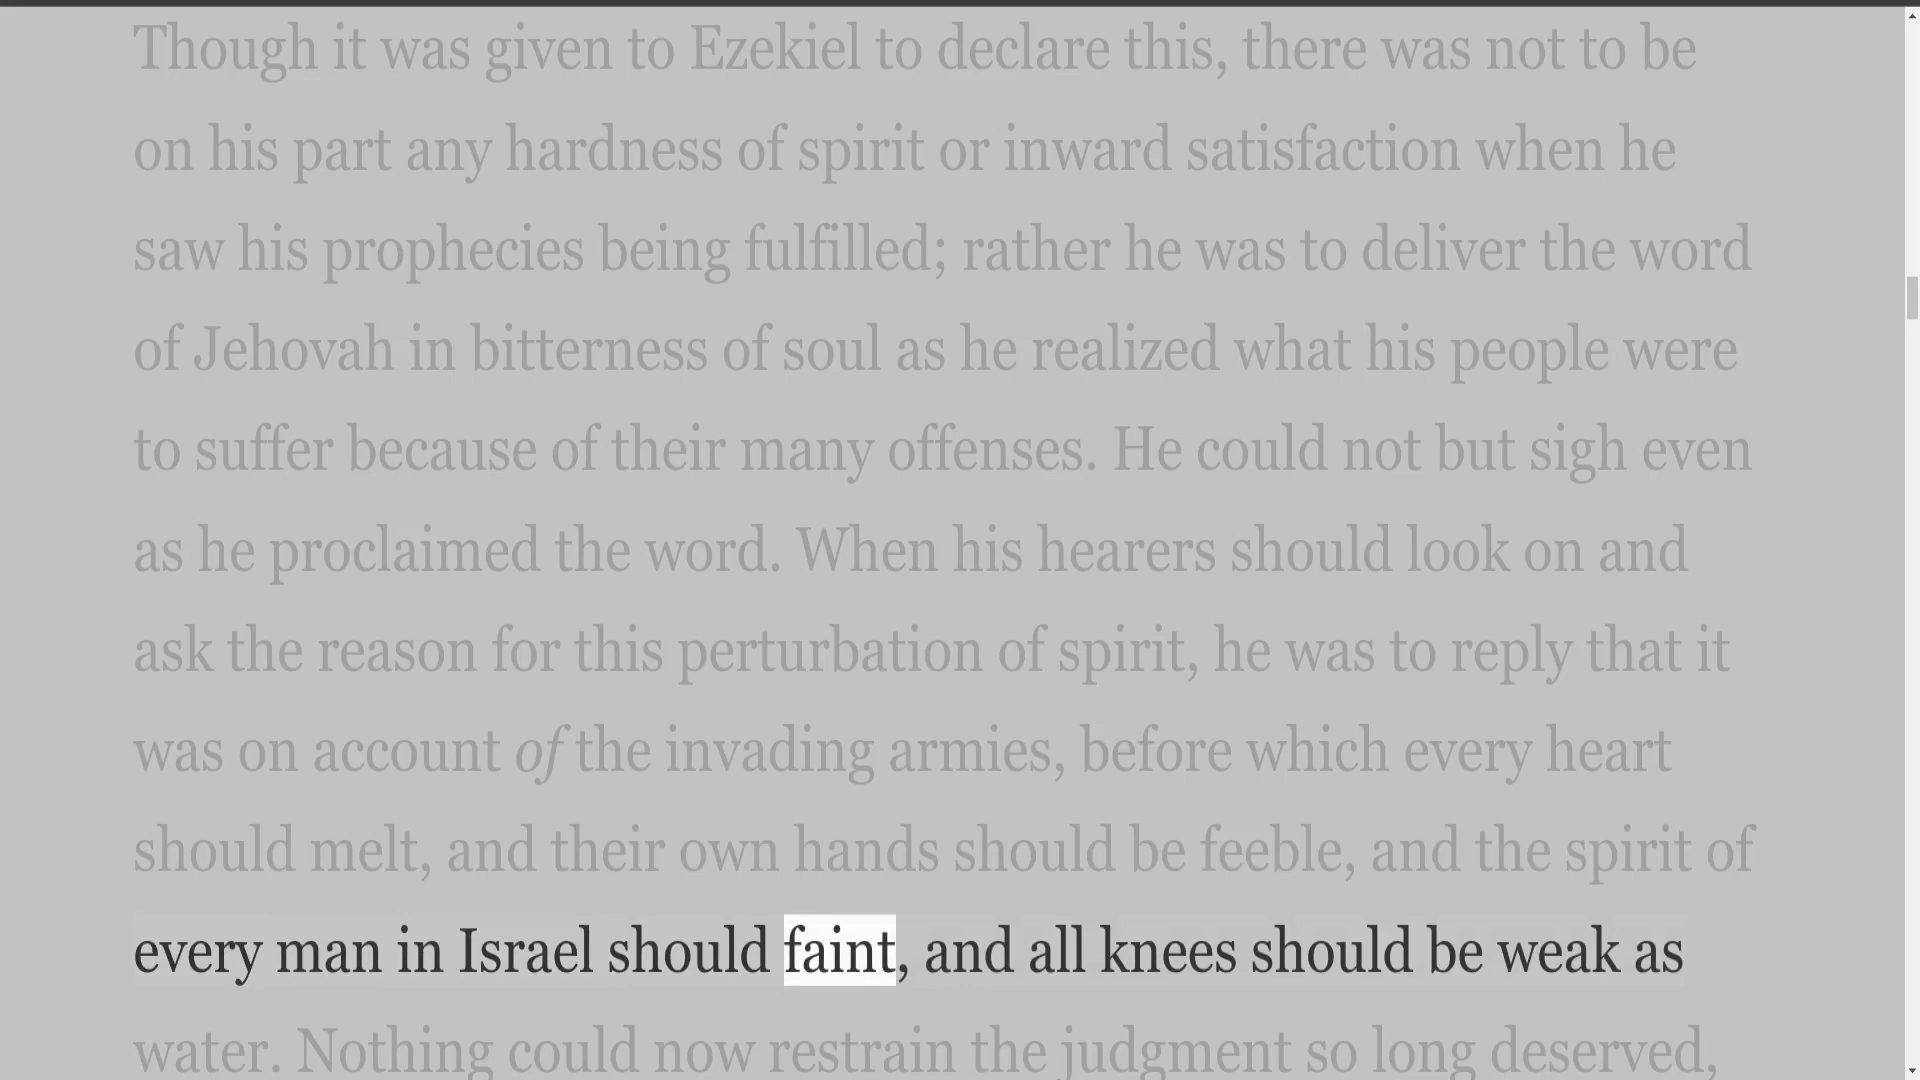 Though it was given to Ezekiel to declare this, there was not to be
on his part any hardness of spirit or inward satisfaction when he
saw his prophecies being fulfilled; rather he was to deliver the word
of Jehovah in bitterness of soul as he realized what his people were
to suffer because of their many offenses. He could not but sigh even
as he proclaimed the word. When his hearers should look on and
ask the reason for this perturbation of spirit, he was to reply that it
was on account of the invading armies, before which every heart
should melt, and their own hands should be feeble, and the spirit of
every man in Israel should faint, and all knees should be weak as
water. Nothing could now restrain the judgment so long deserved,